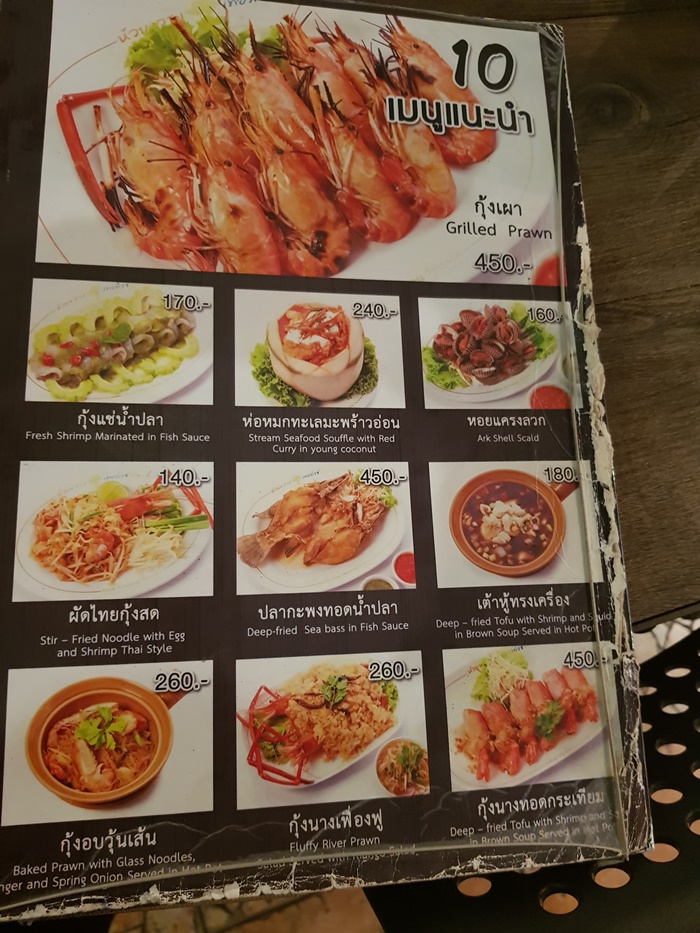 10
เมนูแนะนำ
กุ้งเผา
Grilled Prawn
450.-
170.-
กุ้งแช่น้ำปลา
Fresh Shrimp Marinated in Fish Sauce
240.-
ห่อหมกทะเลมะพร้าวอ่อน
Stream Seafood Souffle with Red
Curry in young coconut
160.-
หอยแครงลวก
Ark Shell Scald
140.-
ผัดไทยกุ้งสด
Stir - Fried Noodle with Egg
and Shrimp Thai Style
450.-
ปลากะพงทอดน้ำปลา
Deep-fried Sea bass in Fish Sauce
180.
เต้าหู้ทรงเครื่อง
Deep - fried Tofu with Shrimp and Squid
in Brown Soup Served in Hot Po
260.-
กุ้งอบวุ้นเส้น
Baked Prawn with Glass Noodles,
nger and Spring Onion Served in Hot
260.-
กุ้งนางเฟื่องฟู
Fluffy River Prawn
450.-
กุ้งนางทอดกระเทียม
Deep - fried Tofu with Shrimp and
in Brown Soup Served in Hot